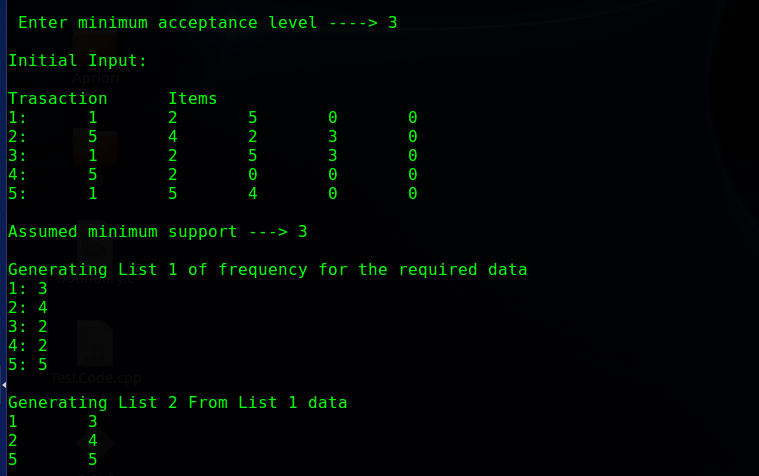 Enter minimum acceptance level ----> 3
Initial Input:
Trasaction Items
1: 1 2 5 0 0
2: 5 4 2 3 0
3: 1 2 5 3 0
4: 5 2 0 0 0
5: 1 5 4 0 0
Assumed minimum support ---> 3
Generating List 1 of frequency for the required data
1: 3
2: 4
3: 2
4: 2
5: 5
TestCode.cpp
Generating List 2 From List 1 data
1 3
2 4
5 5